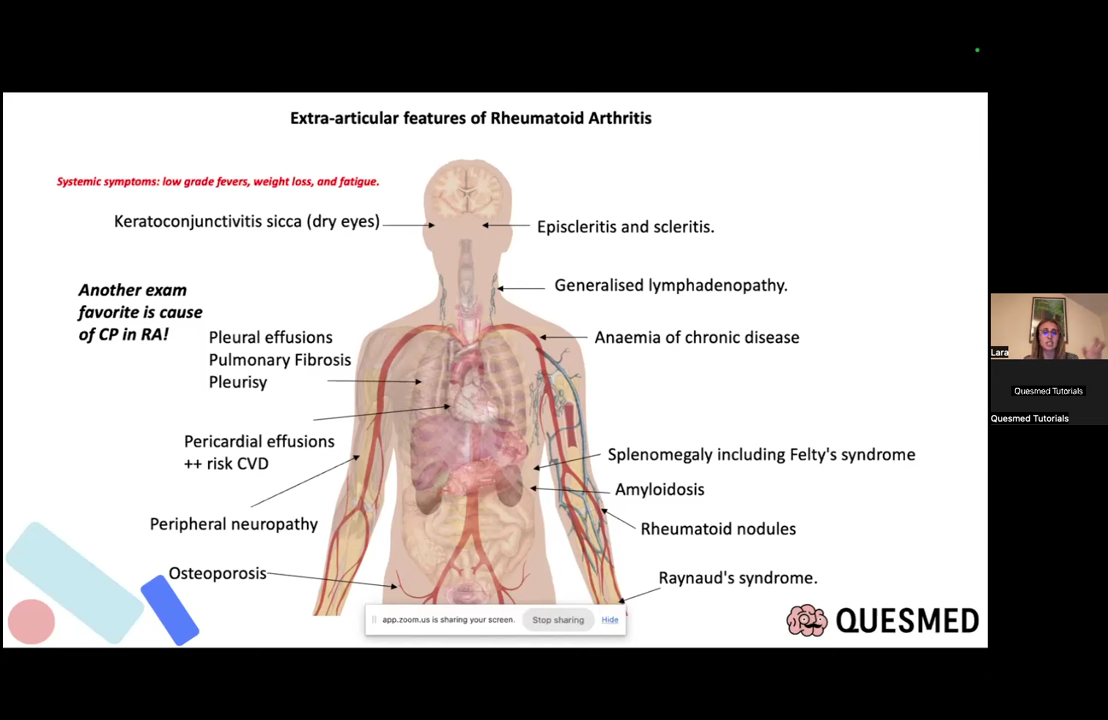 Extra-articular features of Rheumatoid Arthritis
Systemic symptoms: low grade fevers, weight loss, and fatigue.
Keratoconjunctivitis sicca (dry eyes)
Episcleritis and scleritis.
Generalised lymphadenopathy.
Another exam
favorite is cause
of CP in RA!
Pleural effusions
Pulmonary Fibrosis
Pleurisy
Anaemia of chronic disease
Pericardial effusions
++ risk CVD
Splenomegaly including Felty's syndrome
Amyloidosis
Peripheral neuropathy
Rheumatoid nodules
Osteoporosis
Raynaud's syndrome.
app.zoom.us is sharing your screen.
Stop sharing
Hide
QUESMED
Lara
Quesmed Tutorials
Quesmed Tutorials